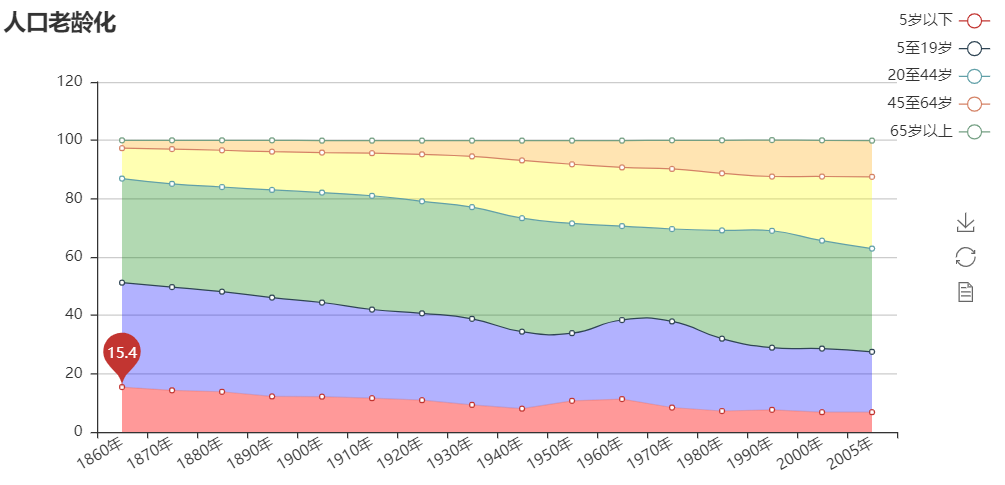 人口老龄化
5岁以下
5至19岁
20至44岁
45至64岁
65岁以上
120
100
80
60
40
20
0
15.4
1860年
1870年
1880年
1890年
1900年
1910年
1920年
1930年
1940年
1950年
1960年
1970年
1980年
1990年
2000年
2005年